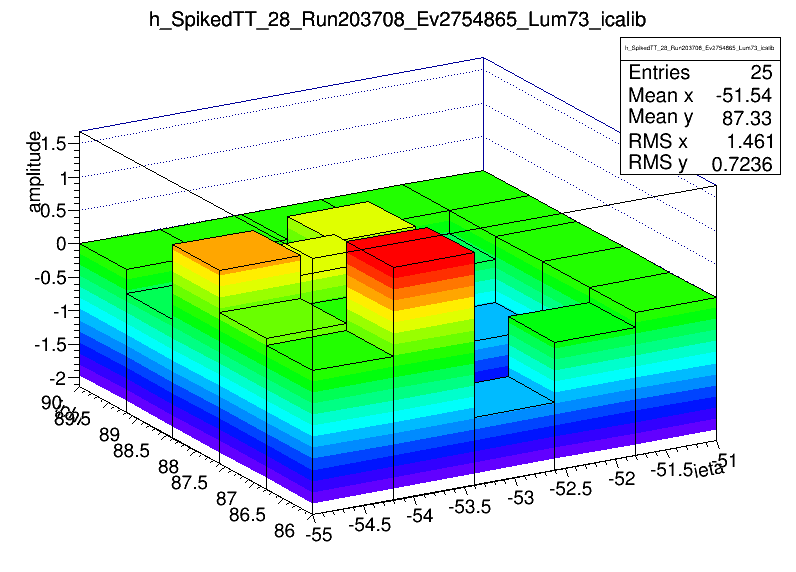 h_SpikedTT_28_Run203708_Ev2754865_Lum73_icalib
h_SpikedTT_28_Run203708_Ev2754865_Lum73_icalib
Entries 25
Mean x -51.54
Mean y 87.33
RMS x 1.461
RMS y 0.7236
amplitude
1.5
1
0.5
0
-0.5
-1
-1.5
-2
90
89.5
89
88.5
88
87.5
87
86.5
86
-55
-54.5
-54
-53.5
-53
-52.5
-52
-51.5
-51
ieta